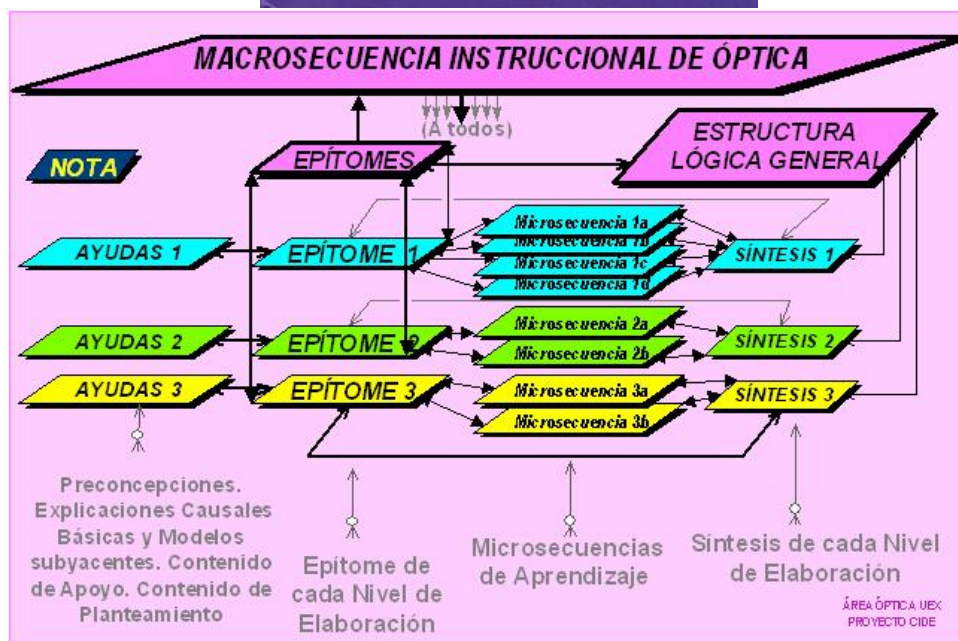 MACROSECUENCIA INSTRUCCIONAL DE ÓPTICA
(A todos)
NOTA
EPÍTOMES
ESTRUCTURA
LÓGICA GENERAL
AYUDAS 1
EPÍTOME 1
Microsecuencia 1a
Microsecuencia 1b
Microsecuencia 1c
Microsecuencia 1d
SÍNTESIS 1
AYUDAS 2
EPÍTOME 2
Microsecuencia 2a
Microsecuencia 2b
SÍNTESIS 2
AYUDAS 3
EPÍTOME 3
Microsecuencia 3a
Microsecuencia 3b
SÍNTESIS 3
Preconcepciones.
Explicaciones Causales
Básicas y Modelos
subyacentes. Contenido
de Apoyo. Contenido de
Planteamiento
Epítome de
cada Nivel de
Elaboración
Microsecuencias
de Aprendizaje
Síntesis de cada Nivel
de Elaboración
ÁREA ÓPTICA UEX
PROYECTO CIDE